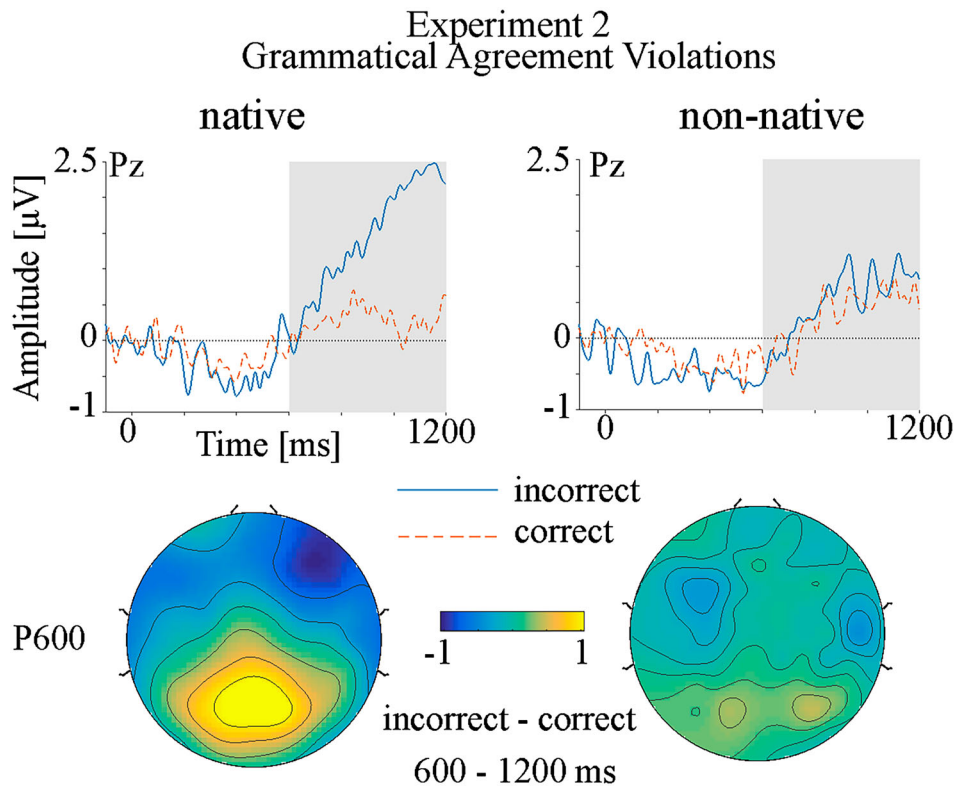 Experiment 2
Grammatical Agreement Violations
native
non-native
2.5
Pz
2.5
Pz
Amplitude [µV]
0
0
-1
-1
0
Time [ms]
1200
0
1200
incorrect
correct
P600
-1
1
incorrect - correct
600 - 1200 ms